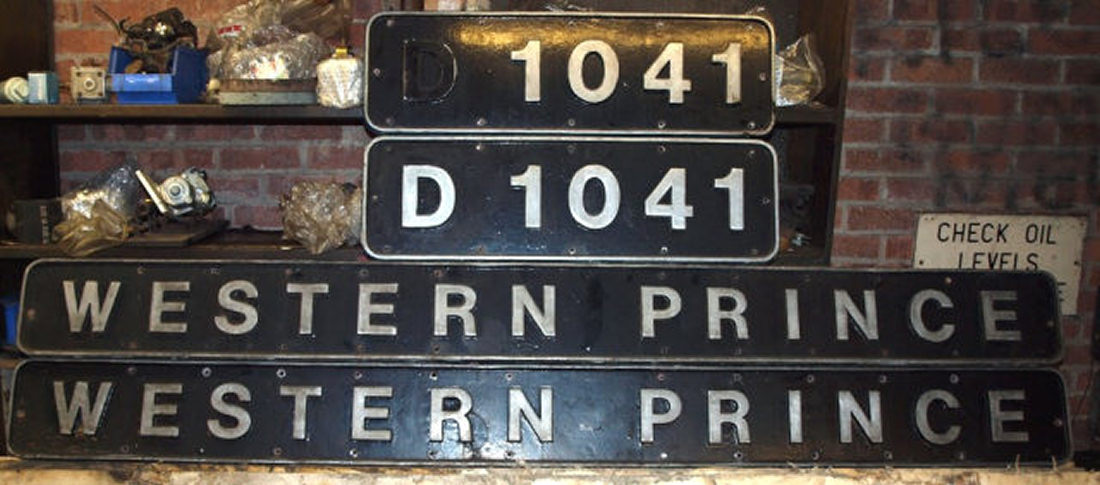 D 1041
D 1041
CHECK OIL
LEVELS
WESTERN PRINCE
WESTERN PRINCE